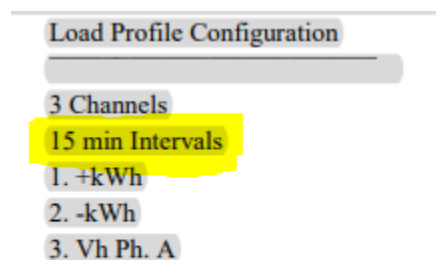 Load Profile Configuration
3 Channels
15 min Intervals
1. +kWh
2. -kWh
3. Vh Ph. A